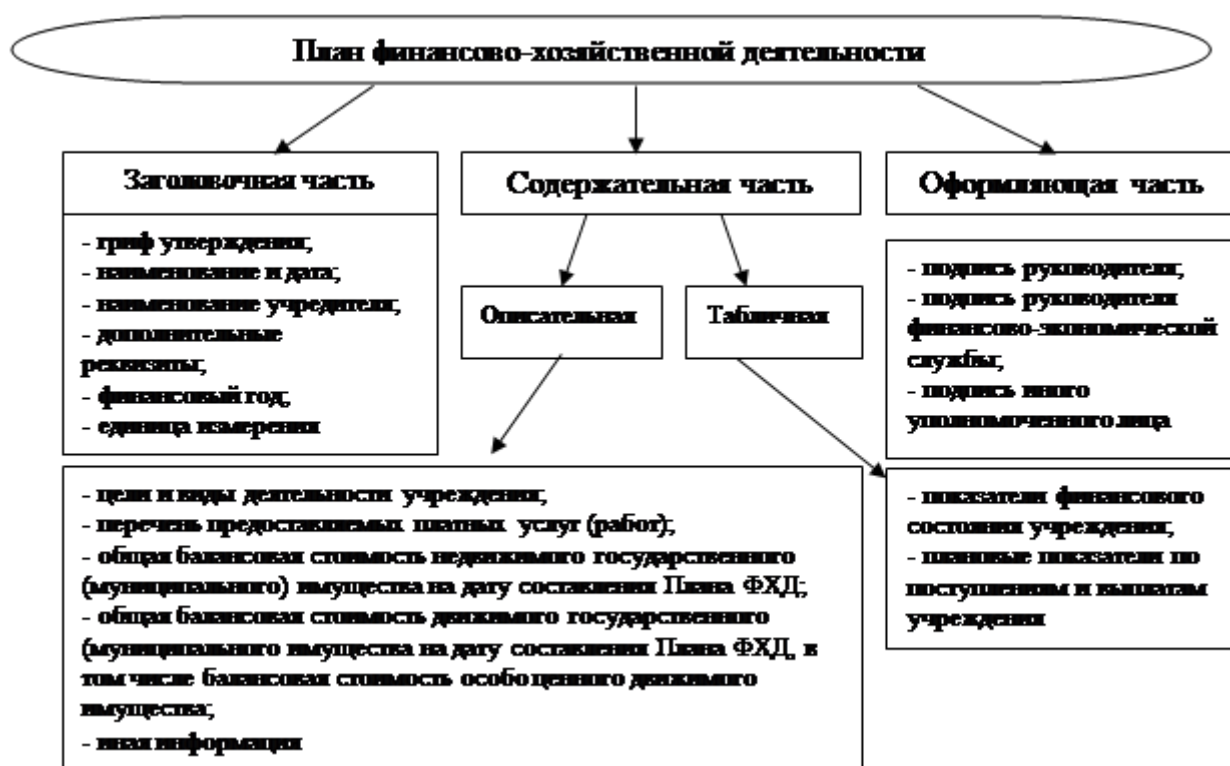 План финансово-хозяйственной деятельности
Заголовочная часть
- гриф утверждения;
- наименование и дата;
- наименование учредителя;
- дополнительные
реквизиты;
- финансовый год;
- единица измерения
Содержательная часть
Описательная
Табличная
Оформляющая часть
- подпись руководителя;
- подпись руководителя
финансово-экономической
службы;
- подпись иного
уполномоченного лица
- цели и виды деятельности учреждения;
- перечень предоставляемых платных услуг (работ);
- общая балансовая стоимость недвижимого государственного
(муниципального) имущества на дату составления Плана ФХД;
- общая балансовая стоимость движимого государственного
(муниципального имущества на дату составления Плана ФХД, в
том числе балансовая стоимость особо ценного движимого
имущества;
- иная информация
- показатели финансового
состояния учреждения;
- плановые показатели по
поступлениям и выплатам
учреждения